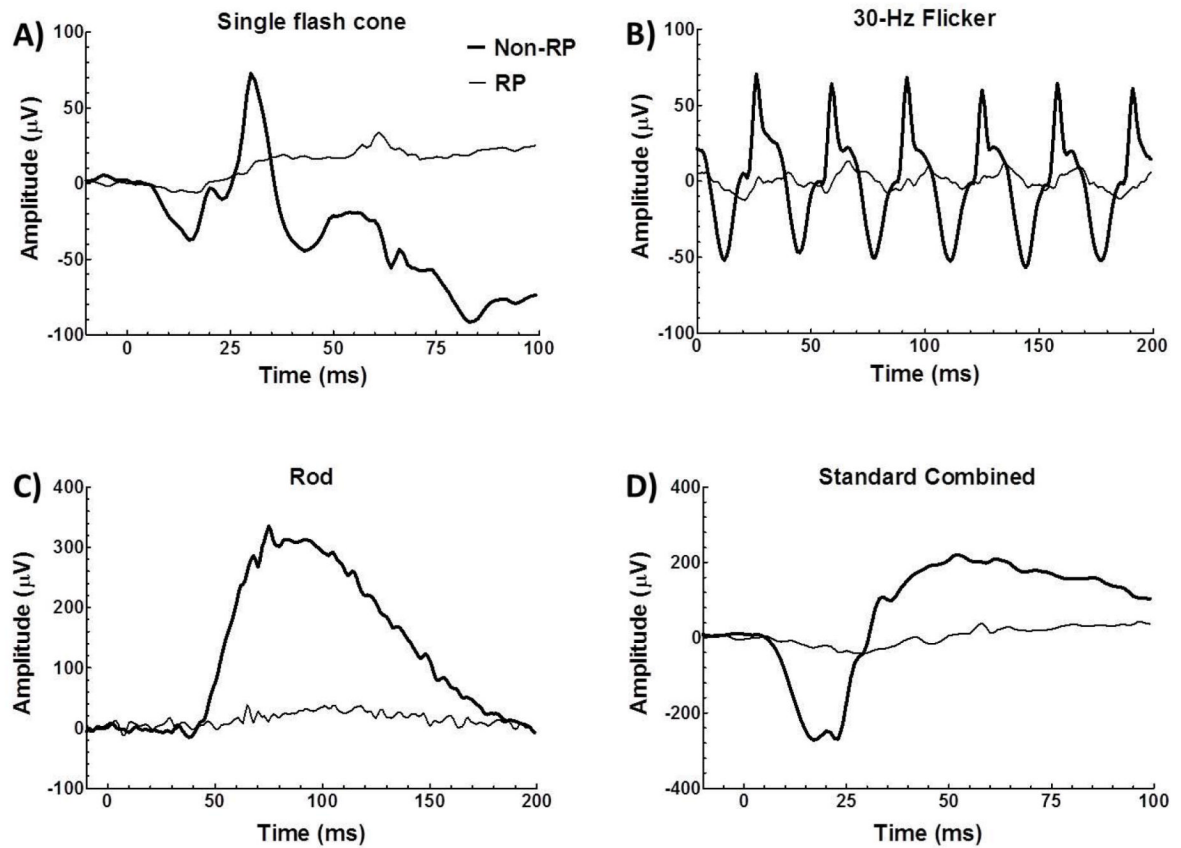 A)
Single flash cone
Non-RP
RP
100
50
0
-50
-100
Amplitude (μV)
0 25 50 75 100
Time (ms)
B)
30-Hz Flicker
100
50
0
-50
-100
Amplitude (μV)
0 50 100 150 200
Time (ms)
C)
Rod
400
300
200
100
0
-100
Amplitude (μV)
0 50 100 150 200
Time (ms)
D)
Standard Combined
400
200
0
-200
-400
Amplitude (μV)
0 25 50 75 100
Time (ms)